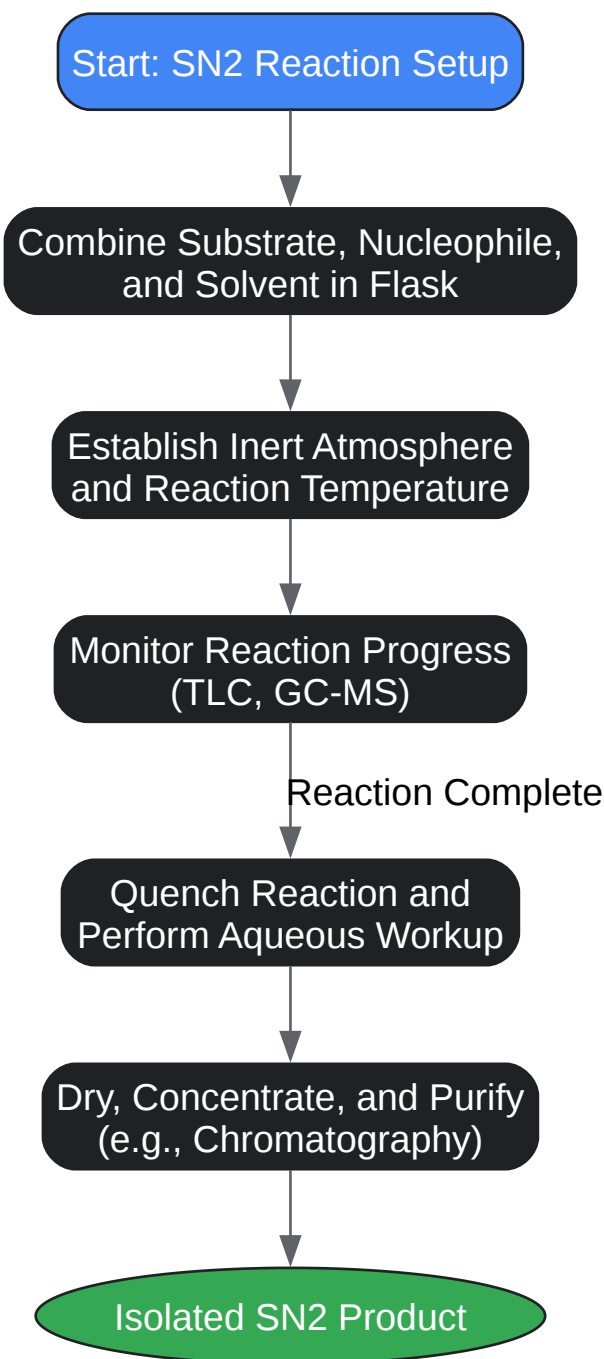 Start: SN2 Reaction Setup
Combine Substrate, Nucleophile,
and Solvent in Flask
Establish Inert Atmosphere
and Reaction Temperature
Monitor Reaction Progress
(TLC, GC-MS)
Reaction Complete
Quench Reaction and
Perform Aqueous Workup
Dry, Concentrate, and Purify
(e.g., Chromatography)
Isolated SN2 Product